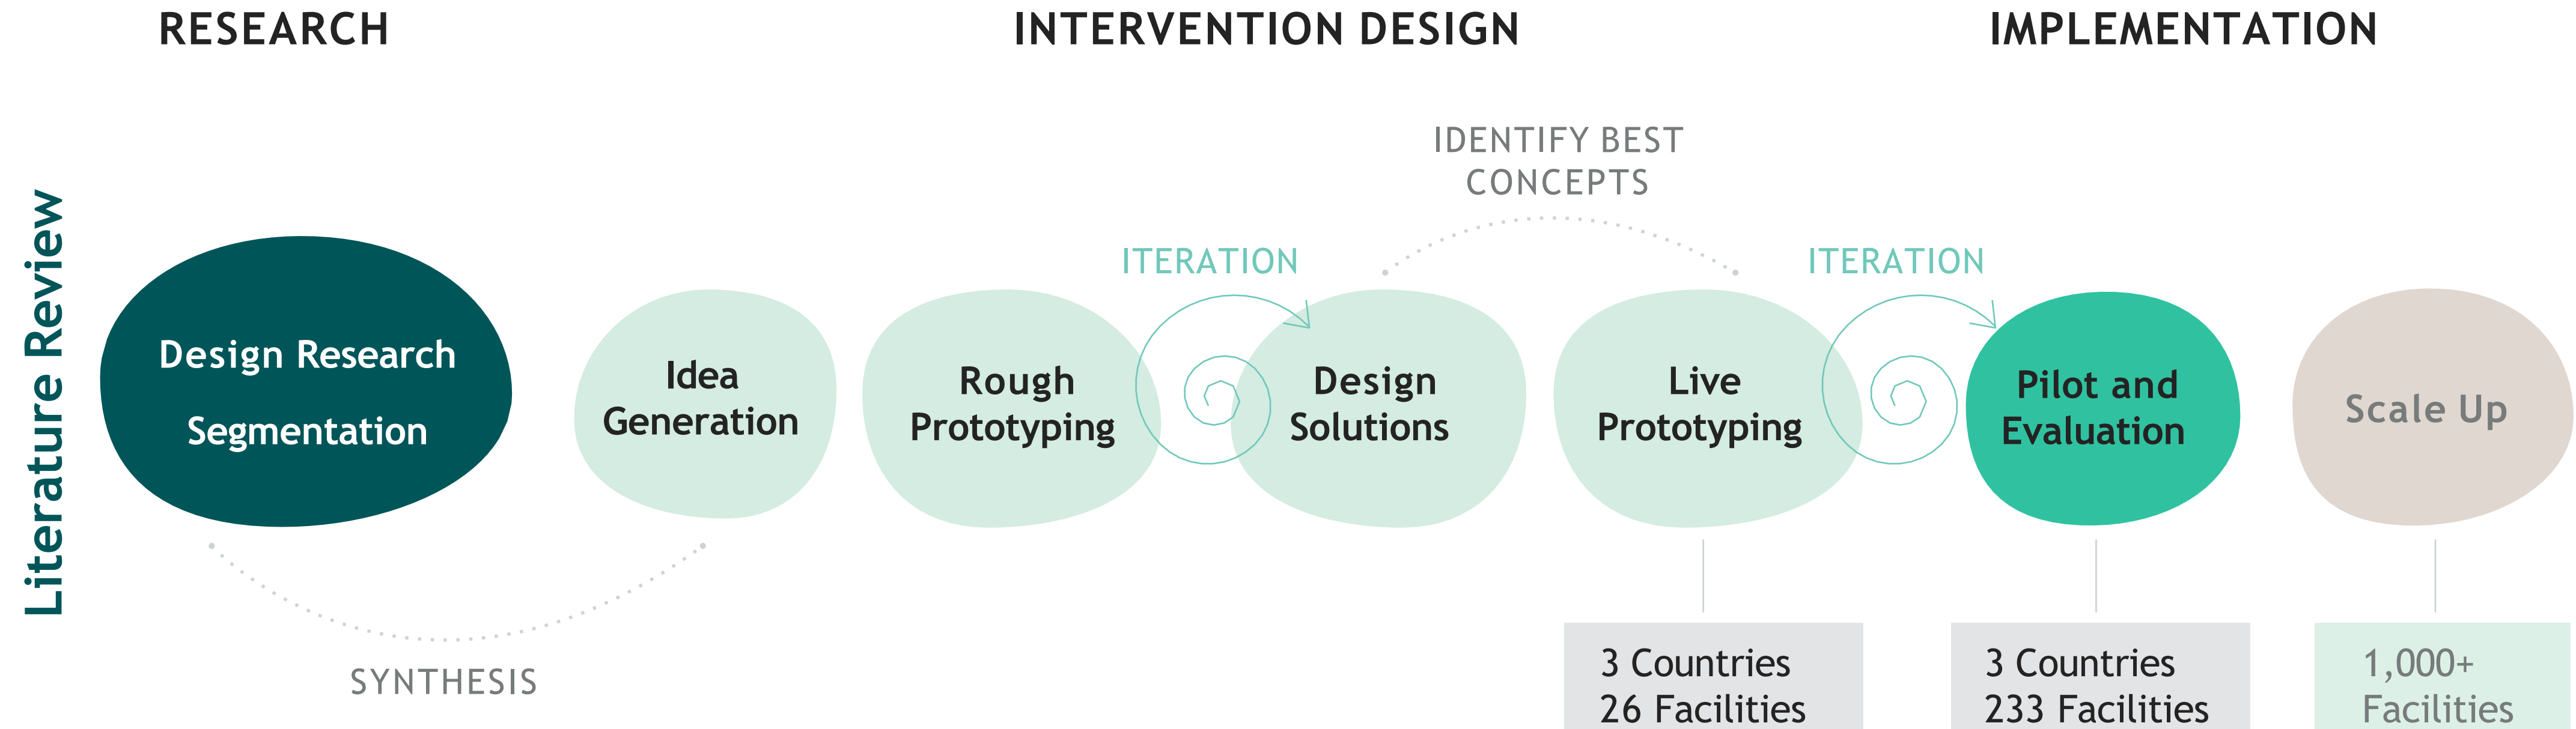 RESEARCH
INTERVENTION DESIGN
IMPLEMENTATION
Literature Review
Design Research
Segmentation
SYNTHESIS
Idea
Generation
Rough
Prototyping
ITERATION
Design
Solutions
IDENTIFY BEST
CONCEPTS
Live
Prototyping
3 Countries
26 Facilities
ITERATION
Pilot and
Evaluation
3 Countries
233 Facilities
Scale Up
1,000+
Facilities